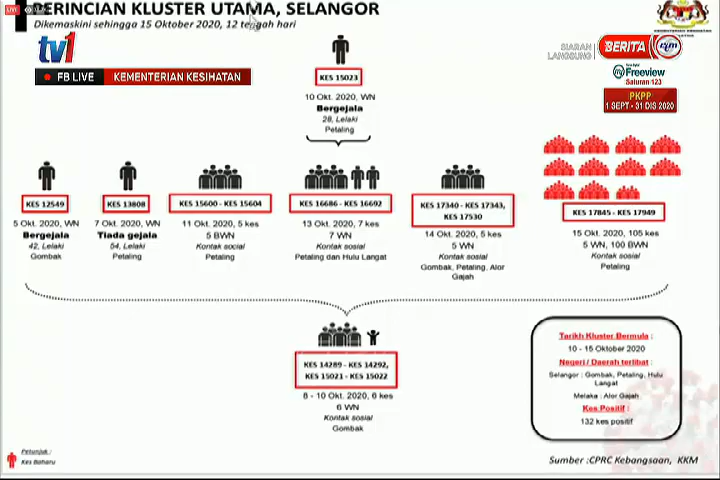 LIVE
PERINCIAN KLUSTER UTAMA, SELANGOR
Dikemaskini sehingga 15 Oktober 2020, 12 tengah hari
tv1
FB LIVE KEMENTERIAN KESIHATAN
SIARAN LANGSUNG
BERITA rtm
Freeview
Saluran 123
PKPP
1 SEPT - 31 DIS 2020
KES 15023
10 Okt. 2020, WN
Bergejala
28, Lelaki
Petaling
KES 12549
5 Okt. 2020, WN
Bergejala
42, Lelaki
Gombak
KES 13808
7 Okt. 2020, WN
Tiada gejala
54, Lelaki
Petaling
KES 15600 - KES 15604
11 Okt. 2020, 5 kes
5 BWN
Kontak sosial
Petaling
KES 16686 - KES 16692
13 Okt. 2020, 7 kes
7 WN
Kontak sosial
Petaling dan Hulu Langat
KES 17340 - KES 17343,
KES 17530
14 Okt. 2020, 5 kes
5 WN
Kontak sosial
Gombak, Petaling, Alor
Gajah
KES 17845 - KES 17949
15 Okt. 2020, 105 kes
5 WN, 100 BWN
Kontak sosial
Petaling
KES 14289 - KES 14292,
KES 15021 - KES 15022
8 - 10 Okt. 2020, 6 kes
6 WN
Kontak sosial
Gombak
Tarikh Kluster Bermula :
10 - 15 Oktober 2020
Negeri / Daerah terlibat:
Selangor : Gombak, Petaling, Hulu
Langat
Melaka : Alor Gajah
Kes Positif :
132 kes positif
Petunjuk :
Kes Baharu
Sumber :CPRC Kebangsaan, KKM